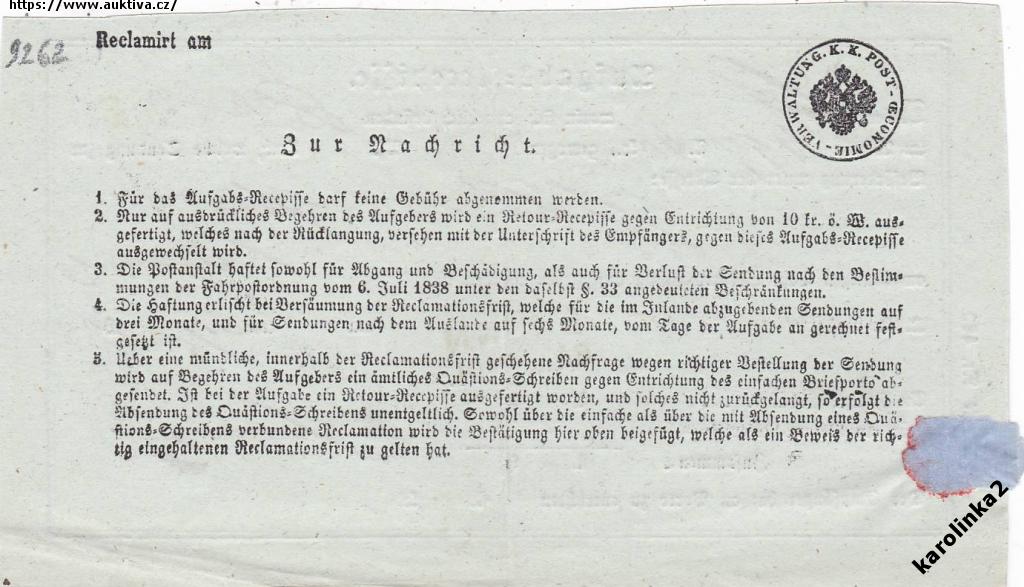 https://www.auktiva.cz/
9262
Reclamirt am
K. K. POST-ŒCONOMIE-VERWALTUNG.
Zur Nachricht.
1. Für das Aufgabs-Recepisse darf keine Gebühr abgenommen werden.
2. Nur auf ausdrückliches Begehren des Aufgebers wird ein Retour-Recepisse gegen Entrichtung von 10 kr. ö. W. aus-
gefertigt, welches nach der Rücklangung, versehen mit der Unterschrift des Empfängers, gegen dieses Aufgabs-Recepisse
ausgewechselt wird.
3. Die Postanstalt haftet sowohl für Abgang und Beschädigung, als auch für Verlust der Sendung nach den Bestim-
mungen der Fahrpostordnung vom 6. Juli 1838 unter den daselbst §. 33 angedeuteten Beschränkungen.
4. Die Haftung erlischt bei Versäumung der Reclamationsfrist, welche für die im Inlande abzugebenden Sendungen auf
drei Monate, und für Sendungen nach dem Auslande auf sechs Monate, vom Tage der Aufgabe an gerechnet fest-
gesetzt ist.
5. Ueber eine mündliche, innerhalb der Reclamationsfrist geschehene Nachfrage wegen richtiger Bestellung der Sendung
wird auf Begehren des Aufgebers ein ämtliches Quästions-Schreiben gegen Entrichtung des einfachen Briefporto ab-
gesendet. Ist bei der Aufgabe ein Retour-Recepisse ausgefertigt worden, und solches nicht zurückgelangt, so erfolgt die
Absendung des Quästions-Schreibens unentgeltlich. Sowohl über die einfache als über die mit Absendung eines Quä-
stions-Schreibens verbundene Reclamation wird die Bestätigung hier oben beigefügt, welche als ein Beweis der rich-
tig eingehaltenen Reclamationsfrist zu gelten hat.
karolinka2